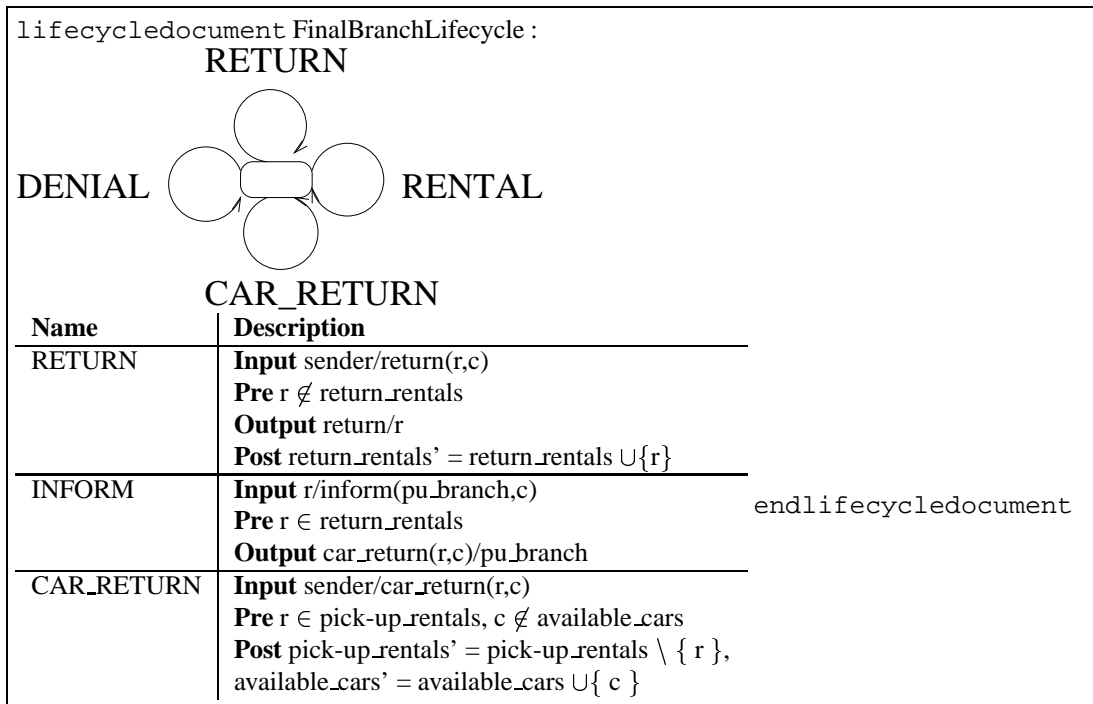 lifecycledocument FinalBranchLifecycle :
RETURN
DENIAL RENTAL
CAR_RETURN
Name Description
RETURN Input sender/return(r,c)
Pre r ∉ return_rentals
Output return/r
Post return_rentals’ = return_rentals ∪{r}
INFORM Input r/inform(pu_branch,c)
Pre r ∈ return_rentals
Output car_return(r,c)/pu_branch
endlifecycledocument
CAR_RETURN Input sender/car_return(r,c)
Pre r ∈ pick-up_rentals, c ∉ available_cars
Post pick-up_rentals’ = pick-up_rentals \ { r },
available_cars’ = available_cars ∪{ c }